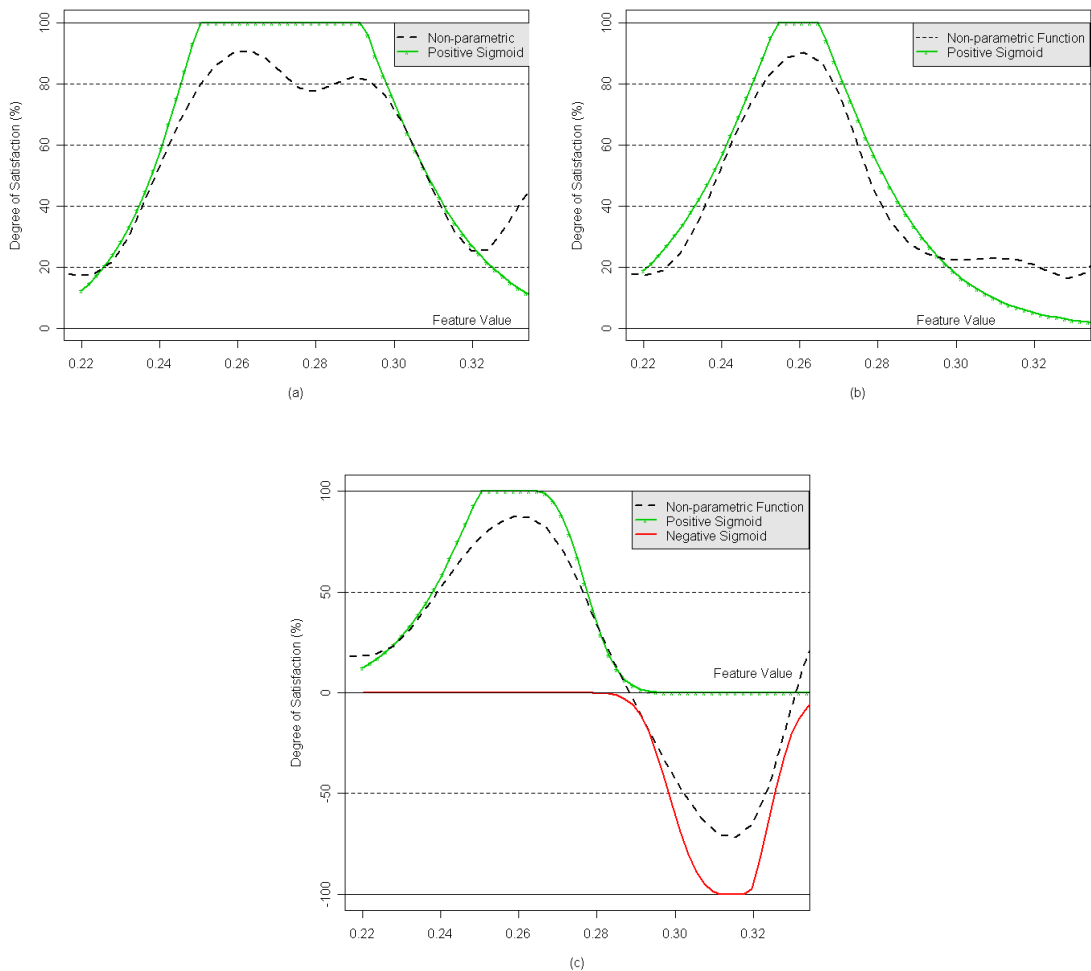 Non-parametric
Positive Sigmoid
Degree of Satisfaction (%)
100
80
60
40
20
0
Feature Value
0.22 0.24 0.26 0.28 0.30 0.32
(a)
Non-parametric Function
Positive Sigmoid
Degree of Satisfaction (%)
100
80
60
40
20
0
Feature Value
0.22 0.24 0.26 0.28 0.30 0.32
(b)
Non-parametric Function
Positive Sigmoid
Negative Sigmoid
Degree of Satisfaction (%)
100
50
0
-50
-100
Feature Value
0.22 0.24 0.26 0.28 0.30 0.32
(c)